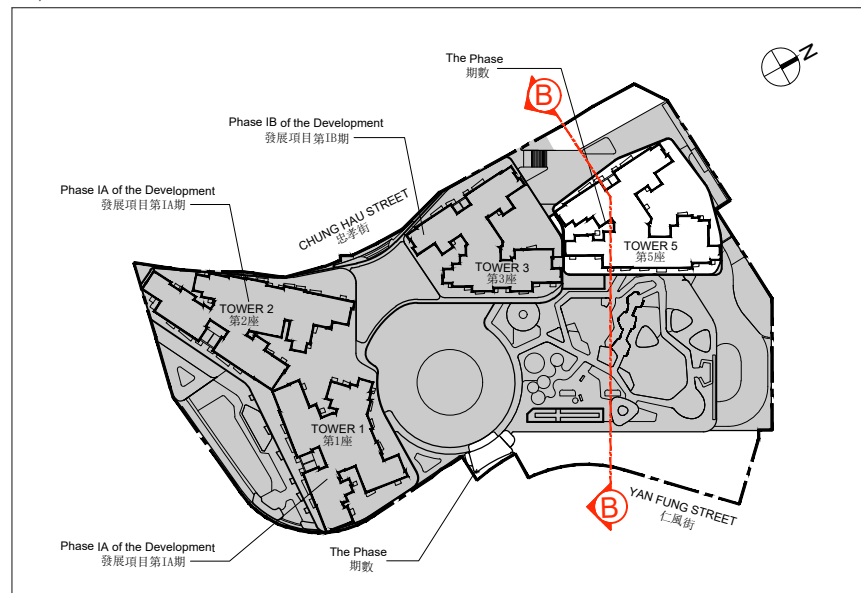 The Phase
期數
N
B
Phase IB of the Development
發展項目第IB期
Phase IA of the Development
發展項目第IA期
CHUNG HAU STREET
忠孝街
TOWER 5
第5座
TOWER 3
第3座
TOWER 2
第2座
TOWER 1
第1座
B
YAN FUNG STREET
仁風街
Phase IA of the Development
發展項目第IA期
The Phase
期數